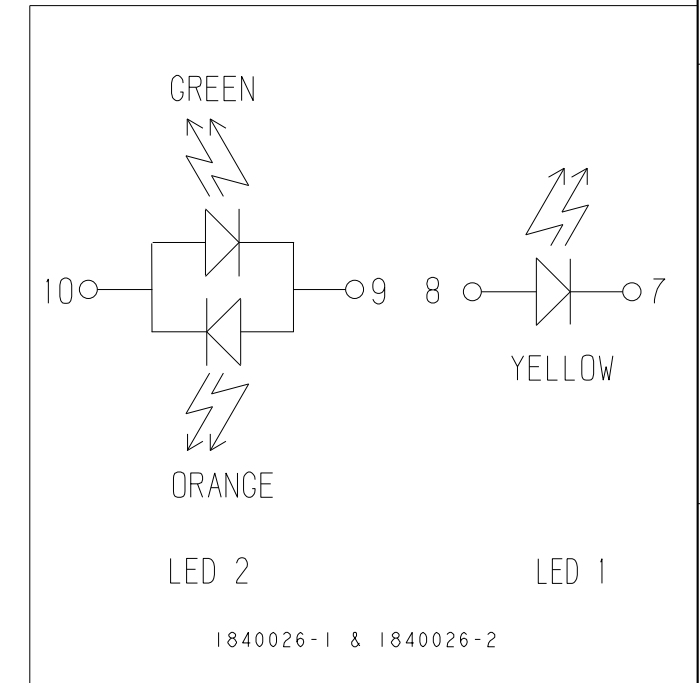 GREEN
10 9 8 7
YELLOW
ORANGE
LED 2 LED 1
1840026-1 & 1840026-2